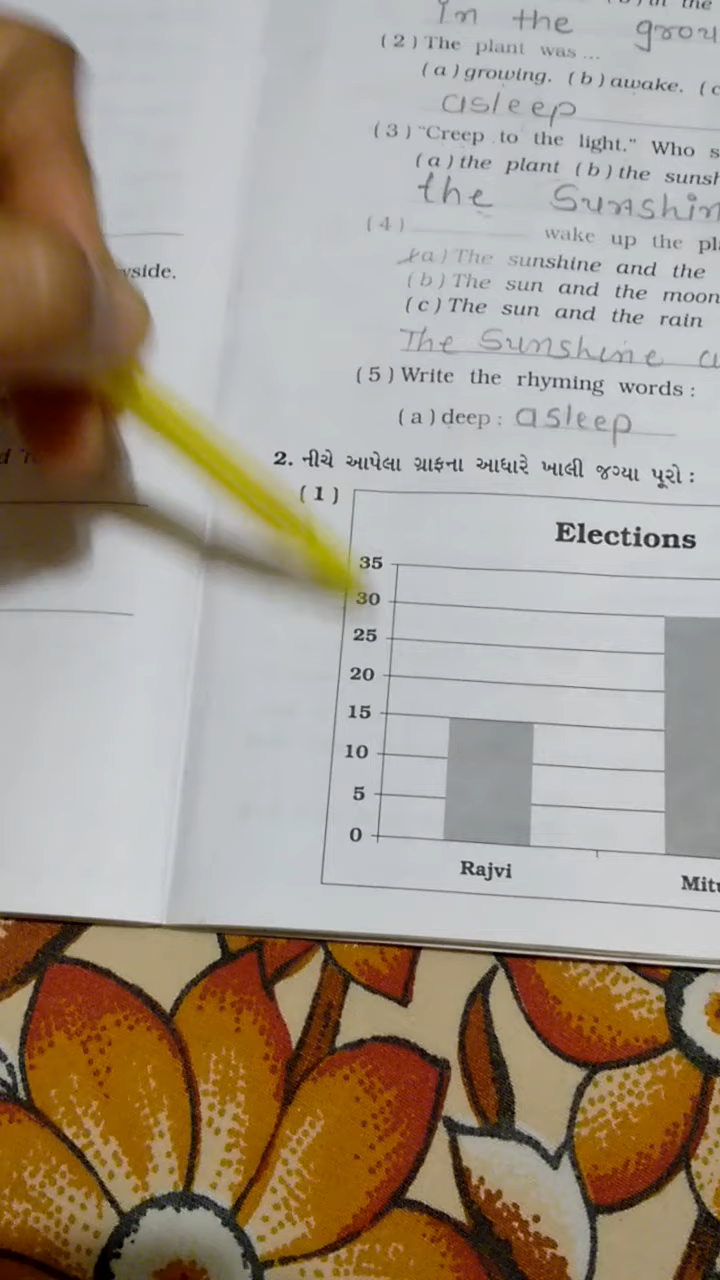 In the
(2) The plant was ...
(a) growing. (b) awake. (c
asleep
(3) "Creep to the light." Who s
(a) the plant (b) the sunsh
the Sunshin
(4) wake up the pl
(a) The sunshine and the
(b) The sun and the moon
(c) The sun and the rain
The Sunshine a
(5) Write the rhyming words :
(a) deep : asleep
yside.
2. નીચે આપેલા ગ્રાફના આધારે ખાલી જગ્યા પૂરો :
(1)
Elections
35
30
25
20
15
10
5
0
Rajvi
Mitu